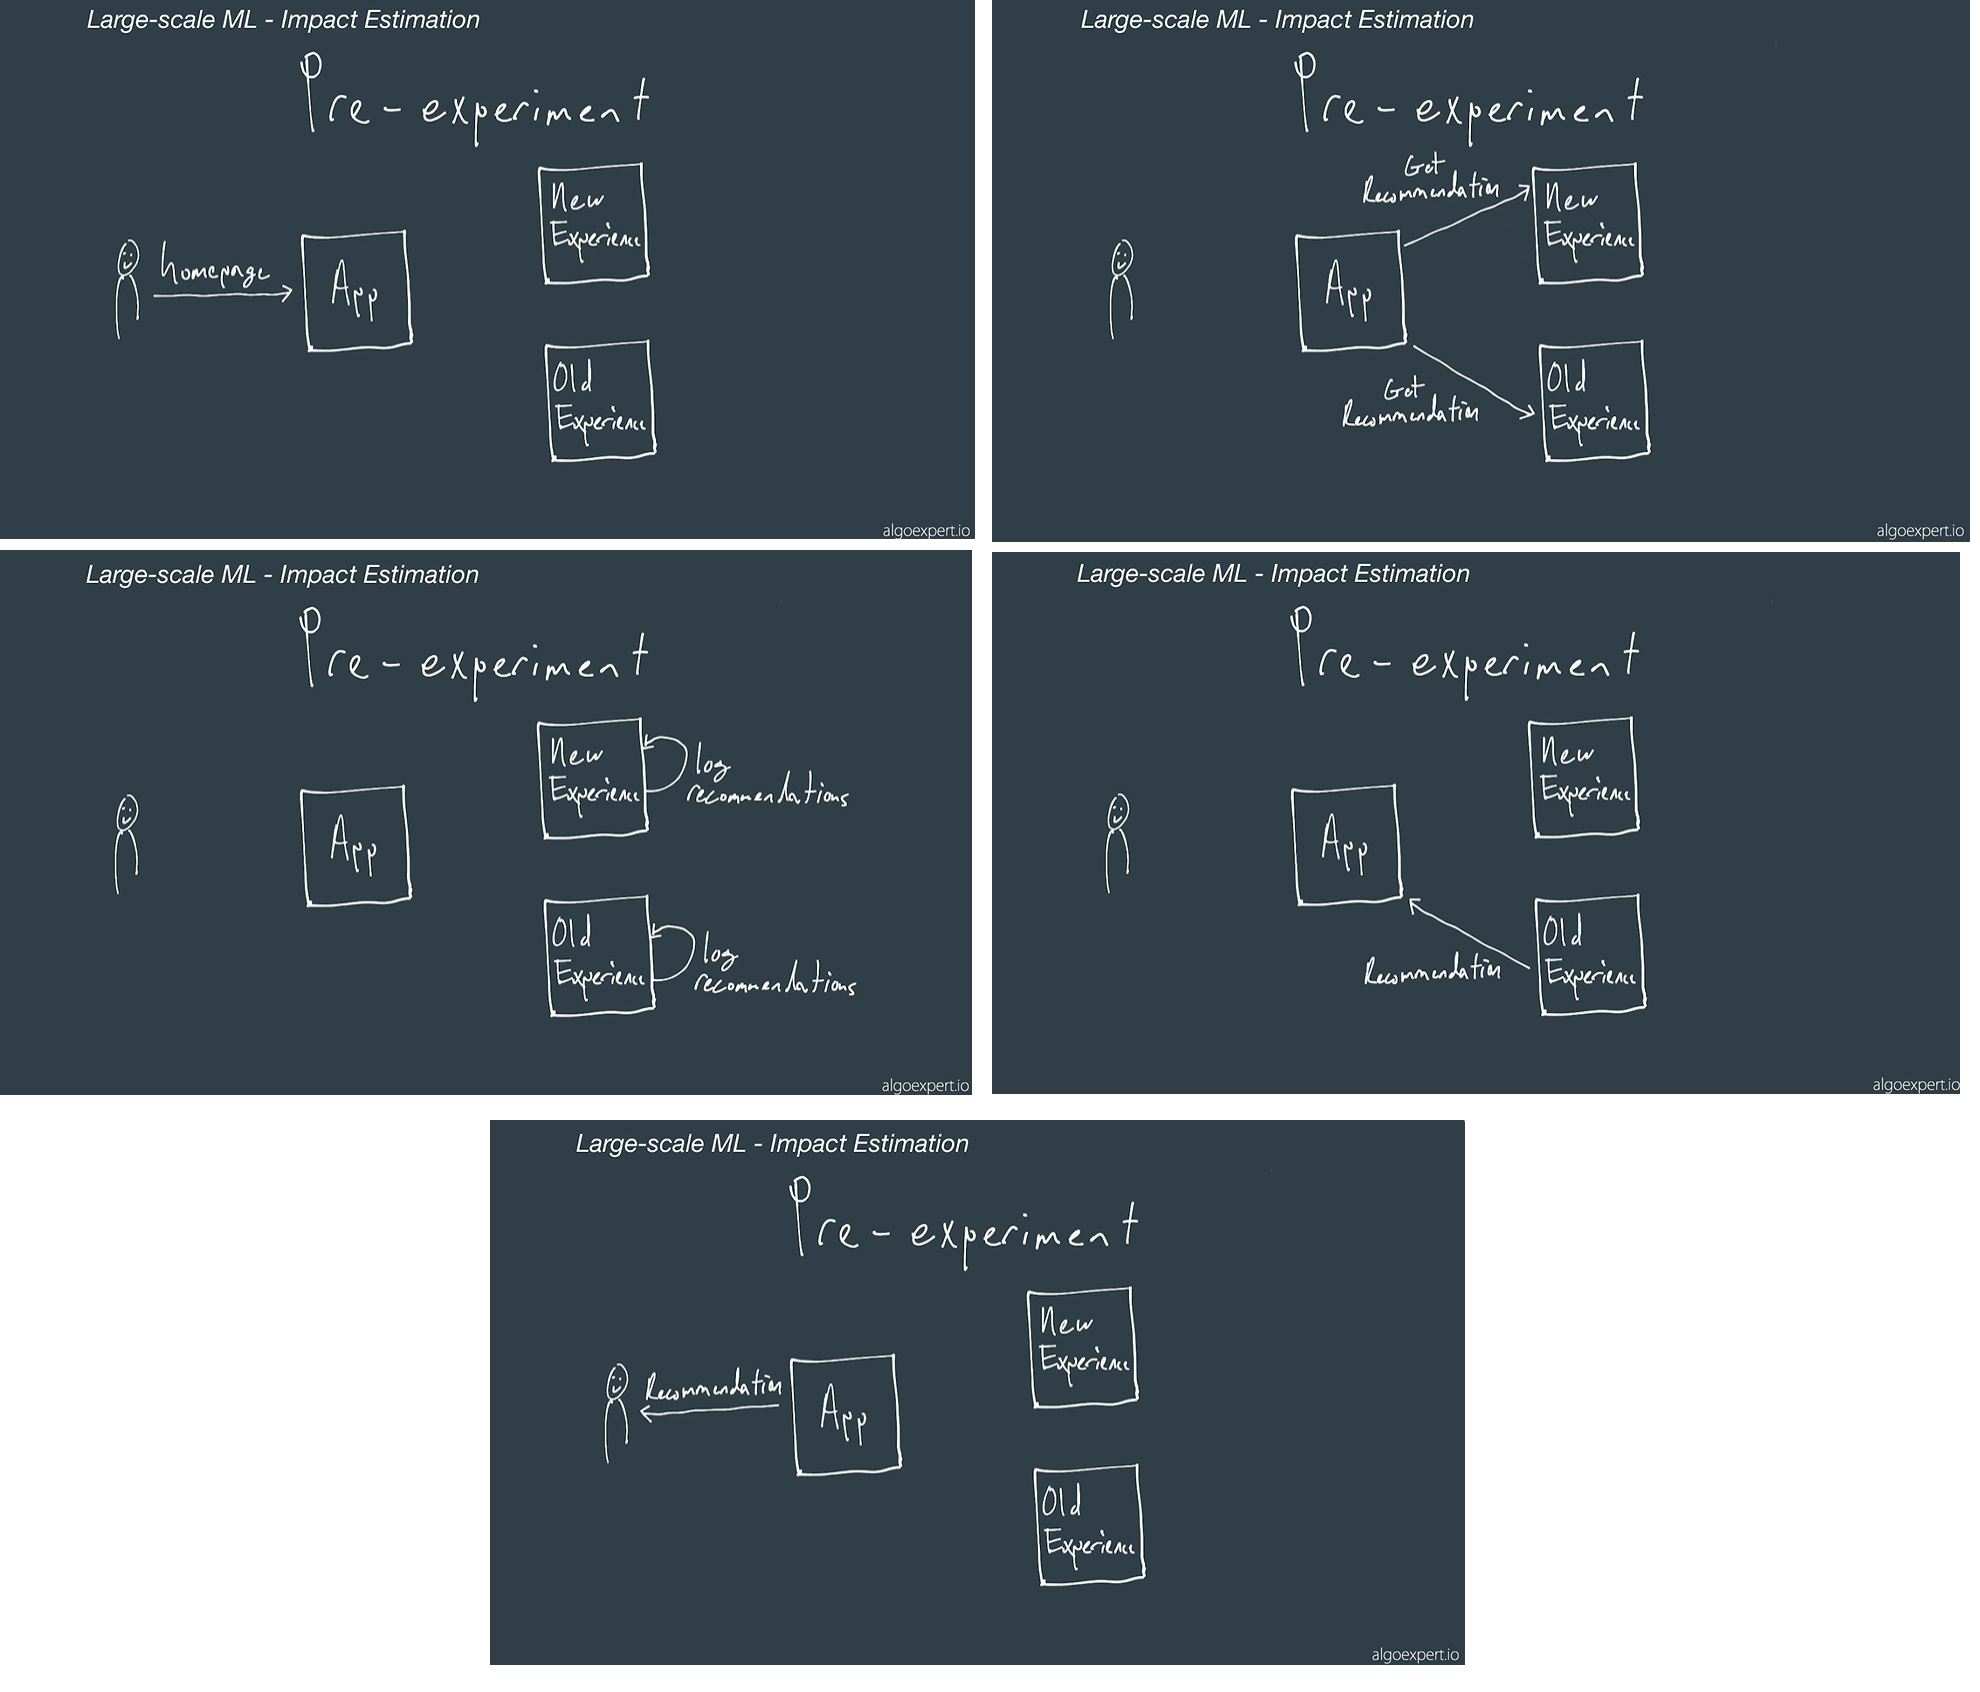 Large-scale ML - Impact Estimation
Pre-experiment
New
Experience
homepage
App
Old
Experience
algoexpert.io
Large-scale ML - Impact Estimation
Pre-experiment
Get
Recommendation
New
Experience
App
Get
Recommendation
Old
Experience
algoexpert.io
Large-scale ML - Impact Estimation
Pre-experiment
New
Experience
log
recommendations
App
Old
Experience
log
recommendations
algoexpert.io
Large-scale ML - Impact Estimation
Pre-experiment
New
Experience
App
Old
Experience
Recommendation
algoexpert.io
Large-scale ML - Impact Estimation
Pre-experiment
New
Experience
Recommendation
App
Old
Experience
algoexpert.io